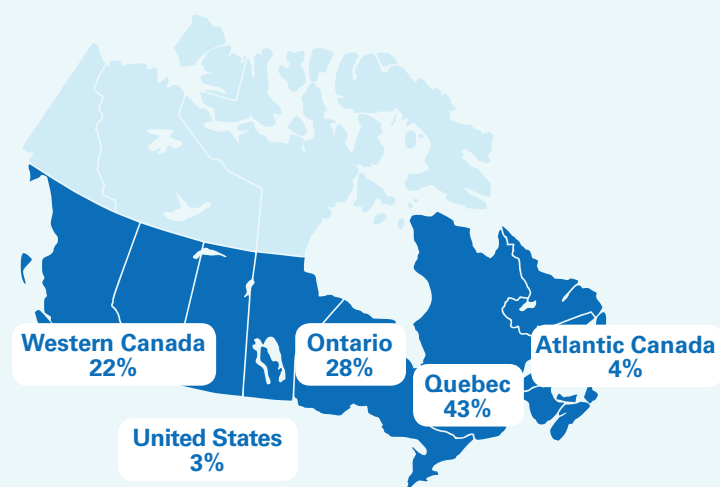 Western Canada
22%
Ontario
28%
Quebec
43%
Atlantic Canada
4%
United States
3%